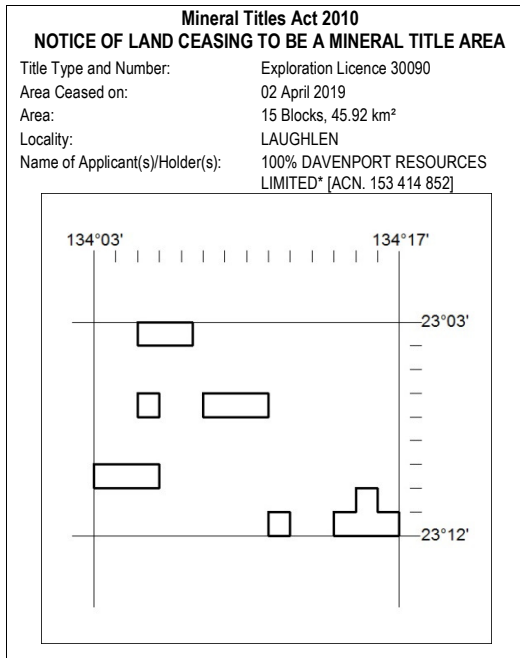 Mineral Titles Act 2010
NOTICE OF LAND CEASING TO BE A MINERAL TITLE AREA
Title Type and Number: Exploration Licence 30090
Area Ceased on: 02 April 2019
Area: 15 Blocks, 45.92 km²
Locality: LAUGHLEN
Name of Applicant(s)/Holder(s): 100% DAVENPORT RESOURCES
LIMITED* [ACN. 153 414 852]
134°03' 134°17'
23°03'
23°12'